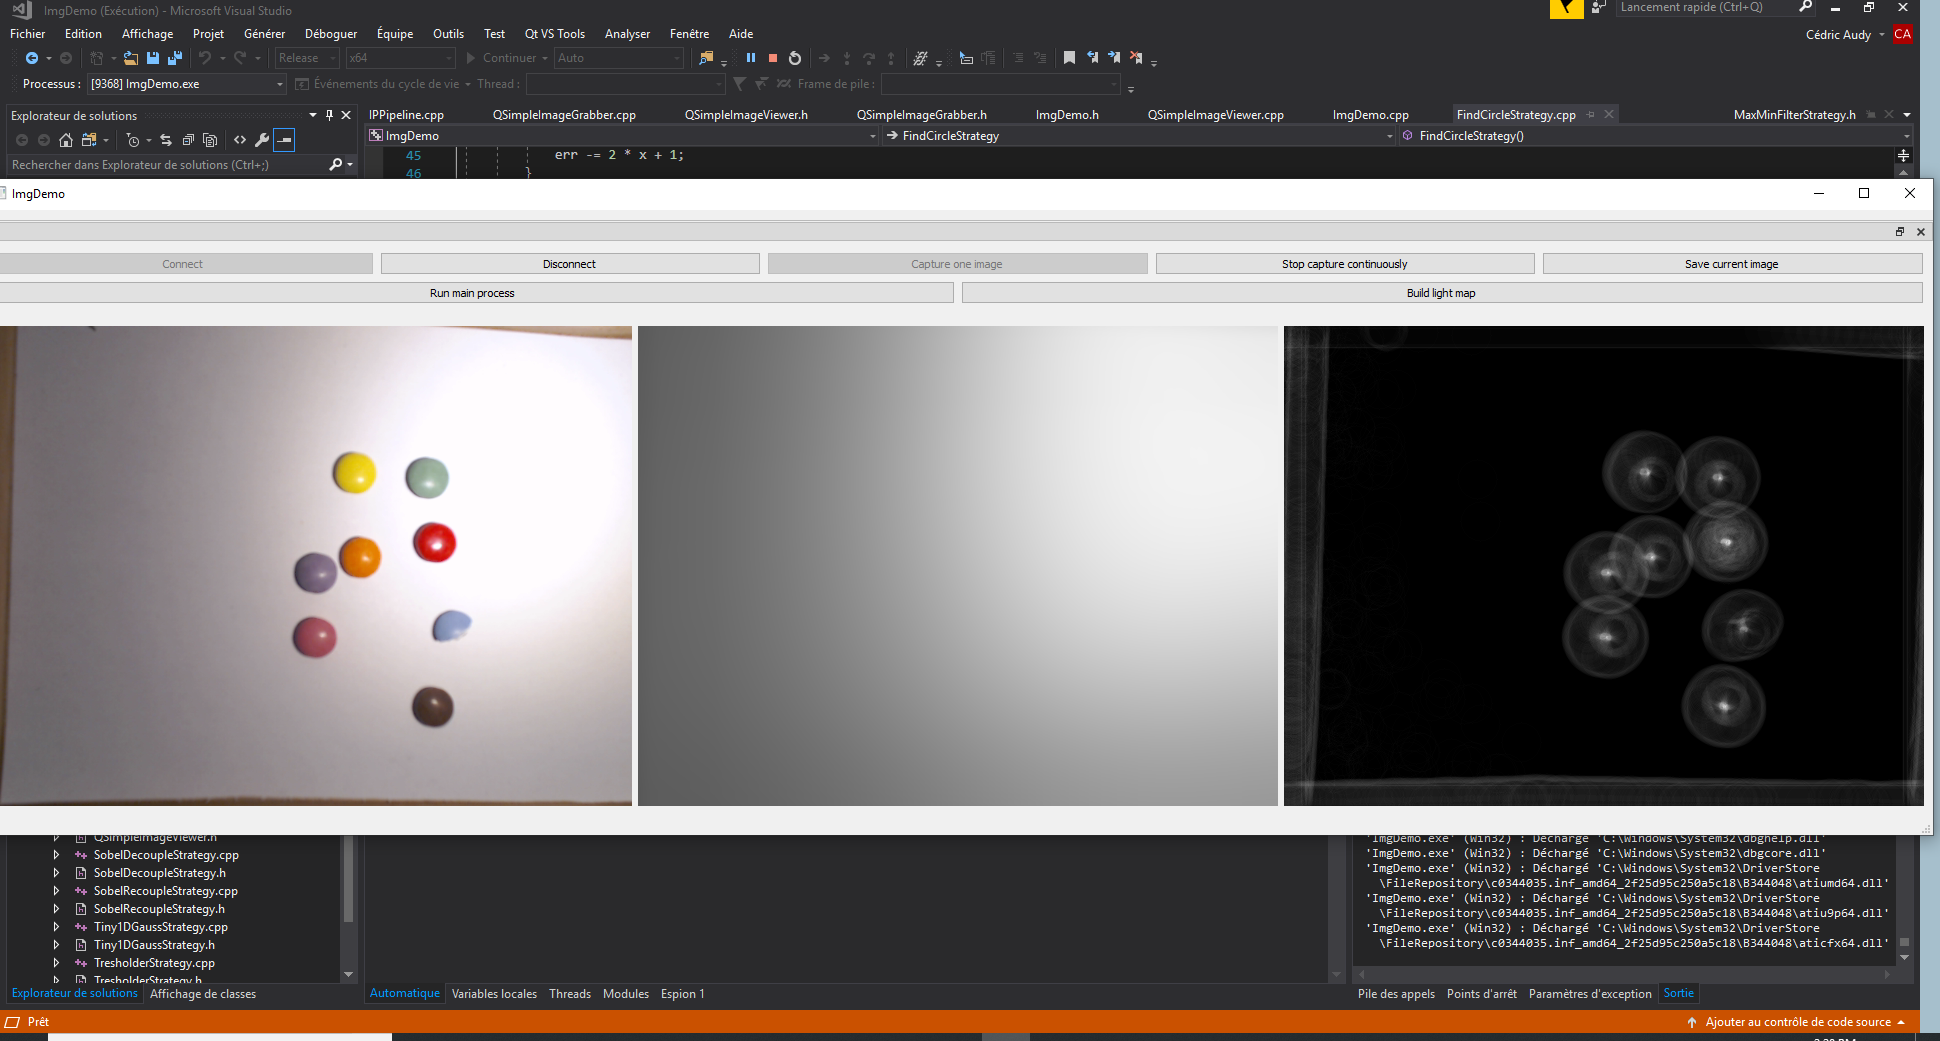 ImgDemo (Exécution) - Microsoft Visual Studio
Lancement rapide (Ctrl+Q)
Fichier Edition Affichage Projet Générer Déboguer Équipe Outils Test Qt VS Tools Analyser Fenêtre Aide
Cédric Audy CA
Release x64 Continuer Auto
Processus : [9368] ImgDemo.exe Événements du cycle de vie Thread : Frame de pile :
Explorateur de solutions
IPPipeline.cpp QSimpleImageGrabber.cpp QSimpleImageViewer.h QSimpleImageGrabber.h ImgDemo.h QSimpleImageViewer.cpp ImgDemo.cpp FindCircleStrategy.cpp MaxMinFilterStrategy.h
ImgDemo FindCircleStrategy FindCircleStrategy()
Rechercher dans Explorateur de solutions (Ctrl+;)
45 err -= 2 * x + 1;
46 }
ImgDemo
Connect Disconnect Capture one image Stop capture continuously Save current image
Run main process Build light map
QSimpleImageViewer.h
SobelDecoupleStrategy.cpp
SobelDecoupleStrategy.h
SobelRecoupleStrategy.cpp
SobelRecoupleStrategy.h
Tiny1DGaussStrategy.cpp
Tiny1DGaussStrategy.h
TresholderStrategy.cpp
TresholderStrategy.h
Explorateur de solutions Affichage de classes
Automatique Variables locales Threads Modules Espion 1
'ImgDemo.exe' (Win32) : Déchargé 'C:\Windows\System32\dbghelp.dll'
'ImgDemo.exe' (Win32) : Déchargé 'C:\Windows\System32\dbgcore.dll'
'ImgDemo.exe' (Win32) : Déchargé 'C:\Windows\System32\DriverStore
\FileRepository\c0344035.inf_amd64_2f25d95c250a5c18\B344048\atiumd64.dll'
'ImgDemo.exe' (Win32) : Déchargé 'C:\Windows\System32\DriverStore
\FileRepository\c0344035.inf_amd64_2f25d95c250a5c18\B344048\atiu9p64.dll'
'ImgDemo.exe' (Win32) : Déchargé 'C:\Windows\System32\DriverStore
\FileRepository\c0344035.inf_amd64_2f25d95c250a5c18\B344048\aticfx64.dll'
Pile des appels Points d'arrêt Paramètres d'exception Sortie
Prêt
Ajouter au contrôle de code source